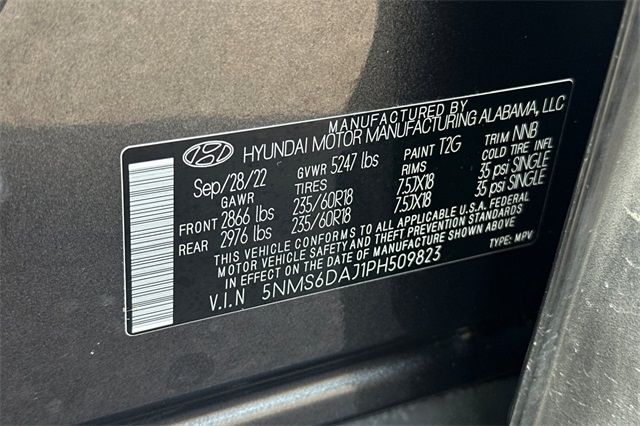 MANUFACTURED BY
HYUNDAI MOTOR MANUFACTURING ALABAMA, LLC
Sep/28/22 GVWR 5247 lbs PAINT T2G TRIM NNB
GAWR TIRES RIMS COLD TIRE INFL
FRONT 2866 lbs 235/60R18 7.5JX18 35 psi SINGLE
REAR 2976 lbs 235/60R18 7.5JX18 35 psi SINGLE
THIS VEHICLE CONFORMS TO ALL APPLICABLE U.S.A. FEDERAL
MOTOR VEHICLE SAFETY AND THEFT PREVENTION STANDARDS
IN EFFECT ON THE DATE OF MANUFACTURE SHOWN ABOVE.
V.I.N 5NMS6DAJ1PH509823 TYPE: MPV